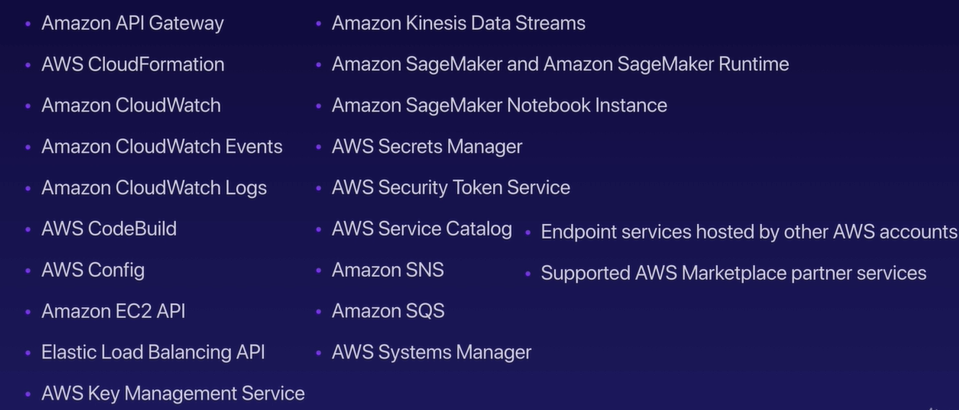 Amazon API Gateway
AWS CloudFormation
Amazon CloudWatch
Amazon CloudWatch Events
Amazon CloudWatch Logs
AWS CodeBuild
AWS Config
Amazon EC2 API
Elastic Load Balancing API
AWS Key Management Service
Amazon Kinesis Data Streams
Amazon SageMaker and Amazon SageMaker Runtime
Amazon SageMaker Notebook Instance
AWS Secrets Manager
AWS Security Token Service
AWS Service Catalog
Amazon SNS
Amazon SQS
AWS Systems Manager
Endpoint services hosted by other AWS accounts
Supported AWS Marketplace partner services